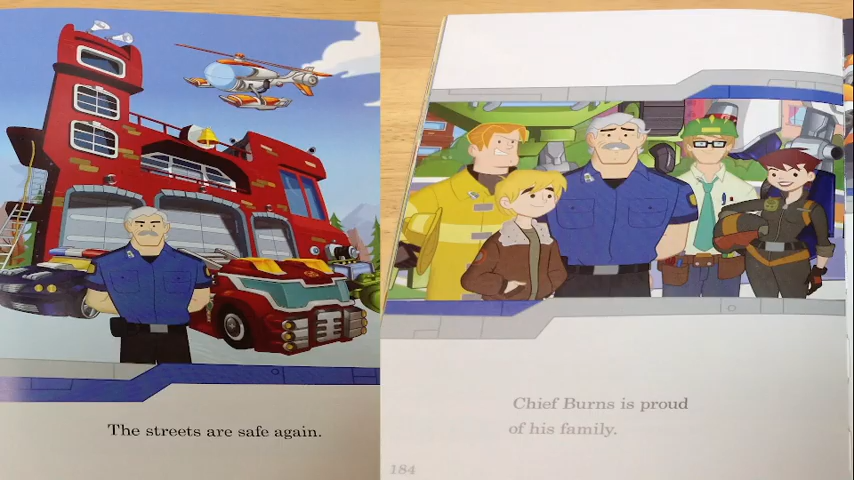 The streets are safe again.
Chief Burns is proud
of his family.
184